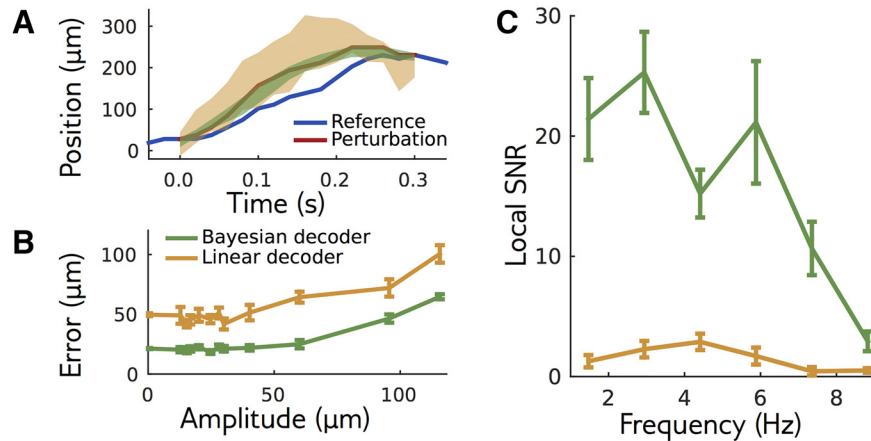 A
Position (µm)
300
200
100
0
Reference
Perturbation
0.0
0.1
0.2
0.3
Time (s)
B
Error (µm)
100
50
0
Bayesian decoder
Linear decoder
0
50
100
Amplitude (µm)
C
Local SNR
30
20
10
0
2
4
6
8
Frequency (Hz)